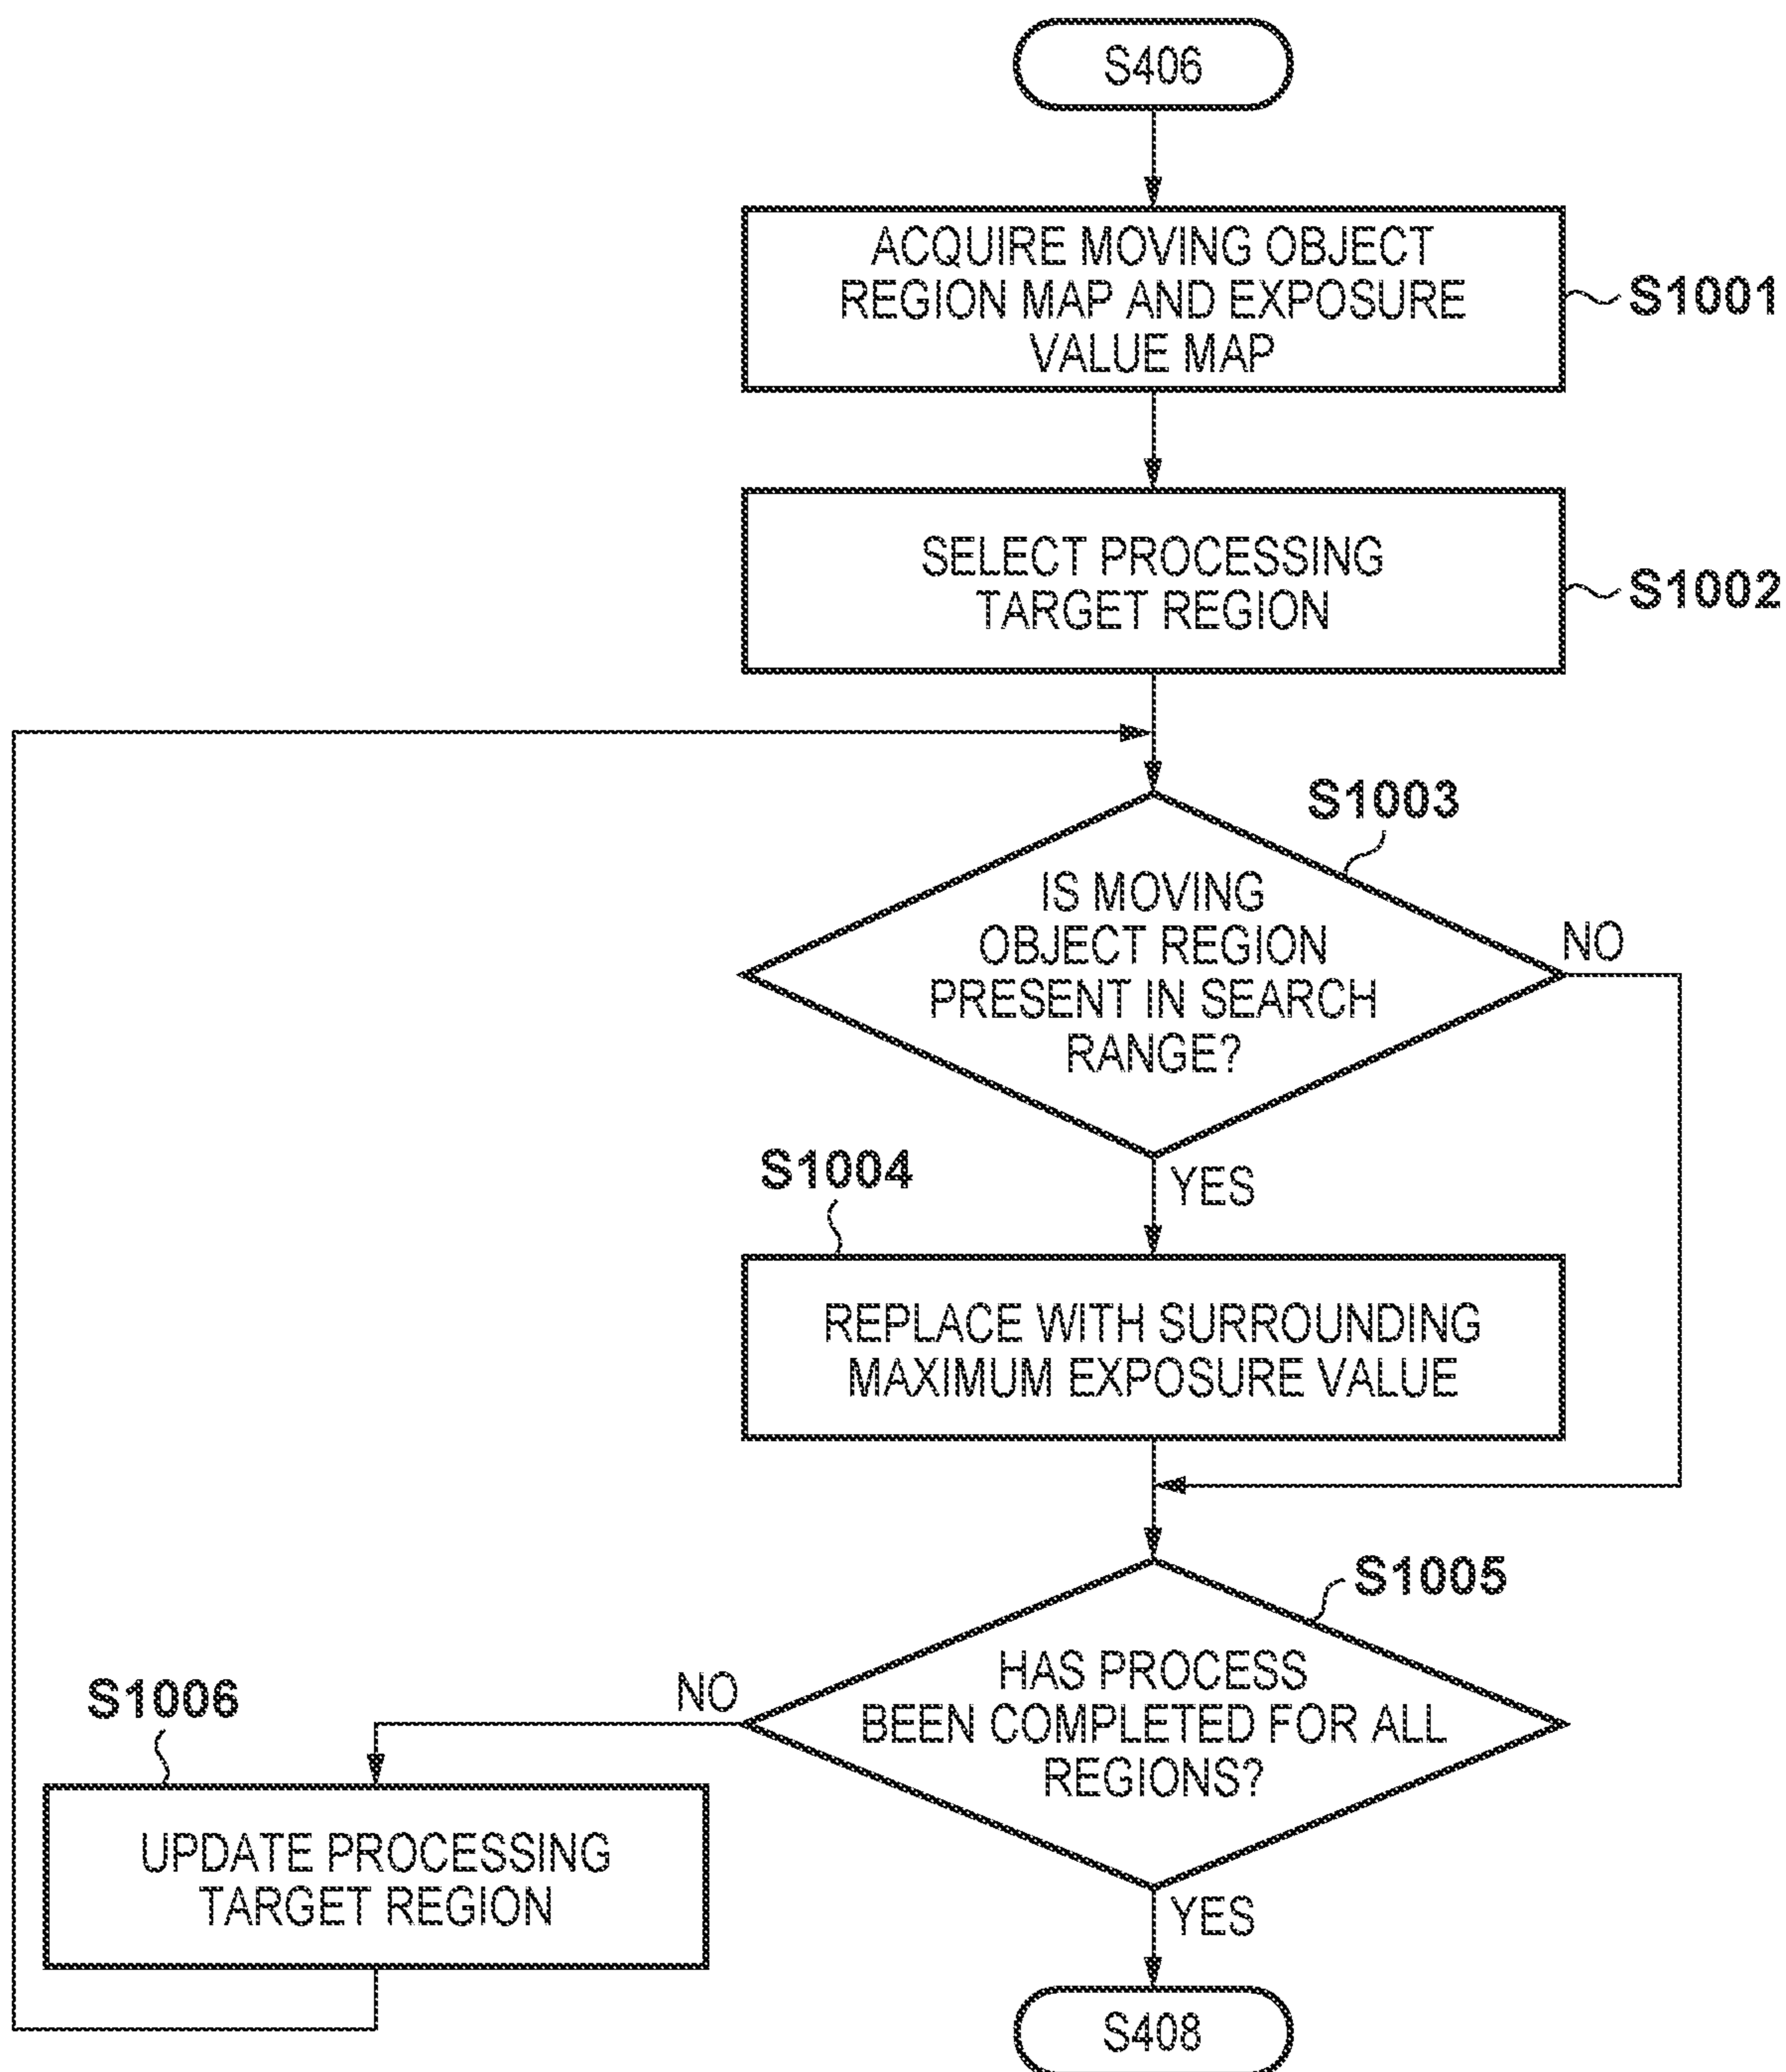 S406
ACQUIRE MOVING OBJECT
REGION MAP AND EXPOSURE
VALUE MAP
S1001
SELECT PROCESSING
TARGET REGION
S1002
S1003
IS MOVING
OBJECT REGION
PRESENT IN SEARCH
RANGE?
NO
YES
S1004
REPLACE WITH SURROUNDING
MAXIMUM EXPOSURE VALUE
S1005
HAS PROCESS
BEEN COMPLETED FOR ALL
REGIONS?
NO
S1006
UPDATE PROCESSING
TARGET REGION
YES
S408